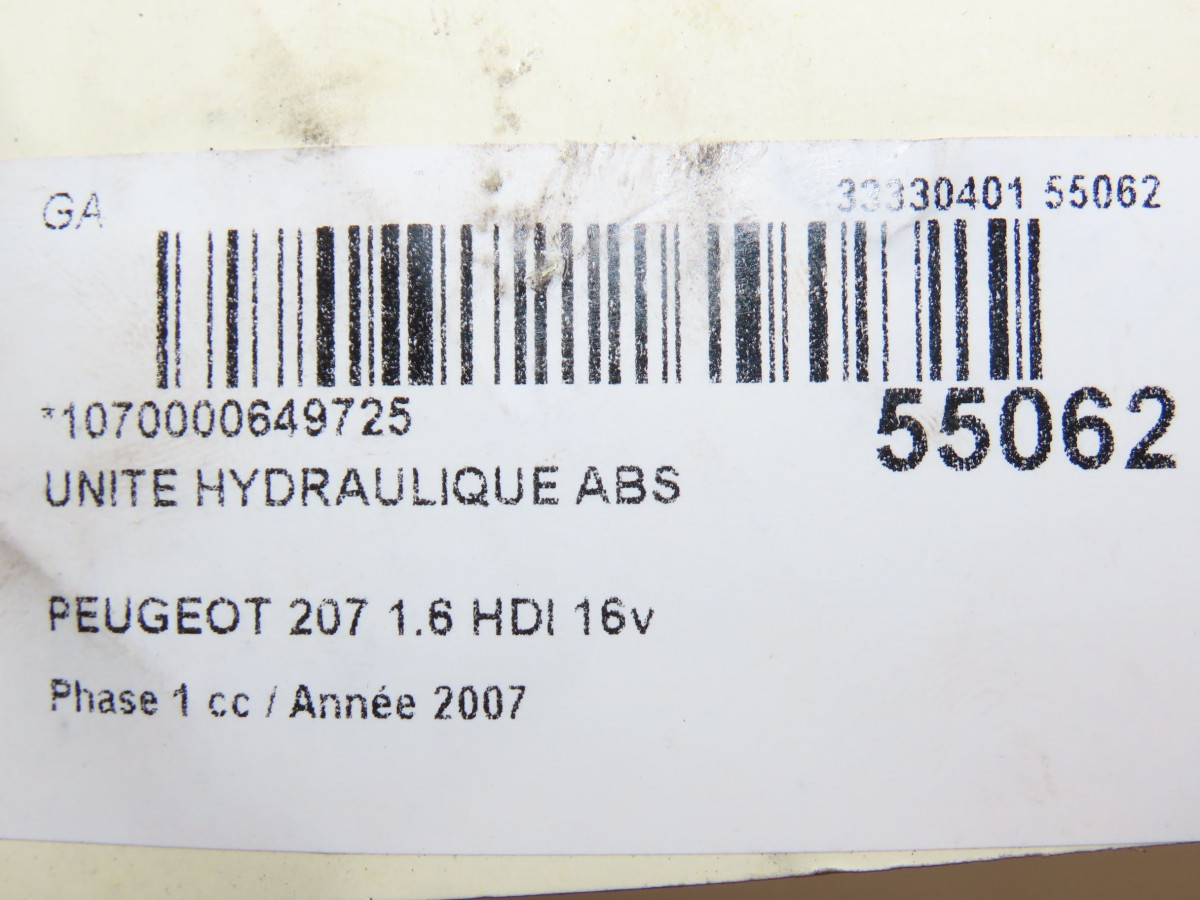 GA
33330401 55062
*1070000649725
55062
UNITE HYDRAULIQUE ABS
PEUGEOT 207 1.6 HDI 16v
Phase 1 cc / Année 2007